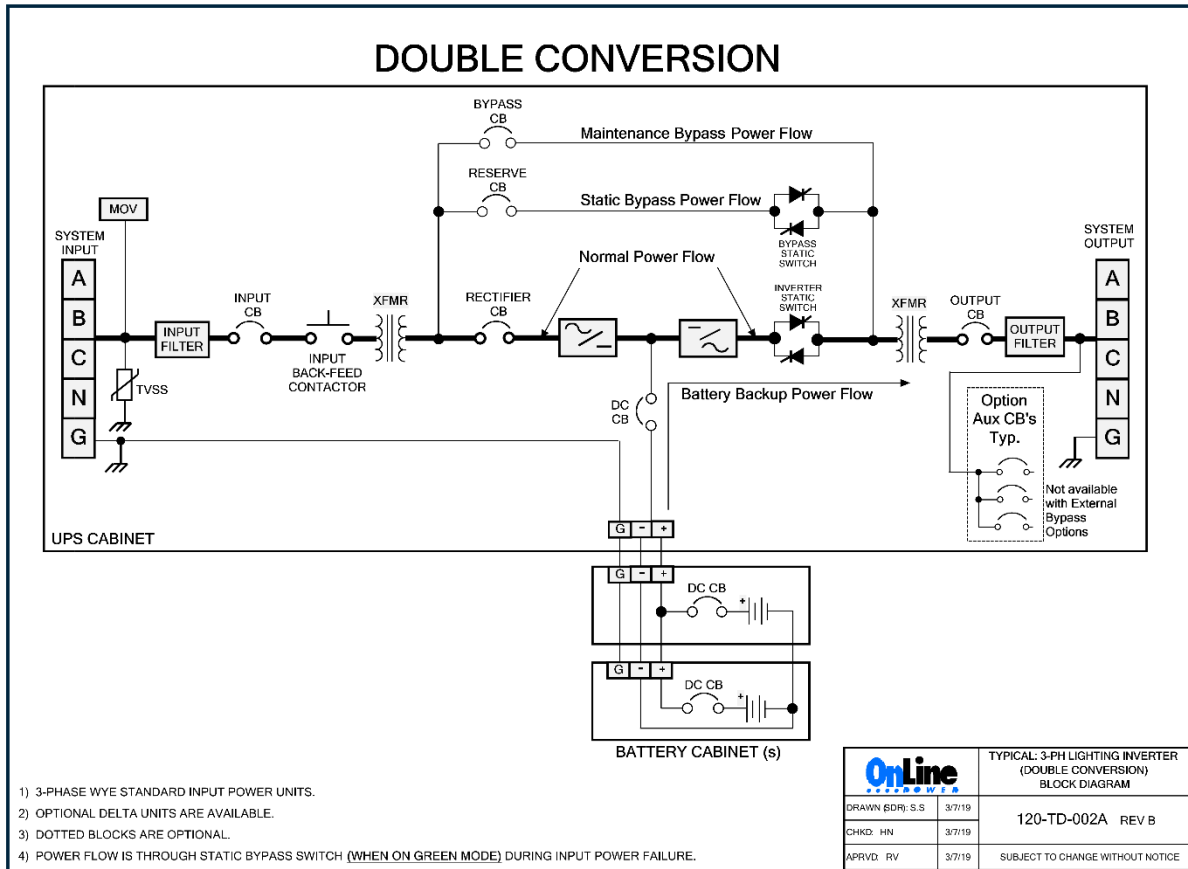 DOUBLE CONVERSION
BYPASS
CB
Maintenance Bypass Power Flow
RESERVE
CB
Static Bypass Power Flow
BYPASS
STATIC
SWITCH
MOV
SYSTEM
INPUT
A
B
C
N
G
INPUT
FILTER
TVSS
INPUT
CB
INPUT
BACK-FEED
CONTACTOR
XFMR
RECTIFIER
CB
Normal Power Flow
INVERTER
STATIC
SWITCH
XFMR
OUTPUT
CB
OUTPUT
FILTER
SYSTEM
OUTPUT
A
B
C
N
G
DC
CB
Battery Backup Power Flow
Option
Aux CB's
Typ.
Not available
with External
Bypass
Options
UPS CABINET
G - +
G - +
DC CB
+
G - +
DC CB
+
BATTERY CABINET (s)
1) 3-PHASE WYE STANDARD INPUT POWER UNITS.
2) OPTIONAL DELTA UNITS ARE AVAILABLE.
3) DOTTED BLOCKS ARE OPTIONAL.
4) POWER FLOW IS THROUGH STATIC BYPASS SWITCH (WHEN ON GREEN MODE) DURING INPUT POWER FAILURE.
OnLine
POWER
TYPICAL: 3-PH LIGHTING INVERTER
(DOUBLE CONVERSION)
BLOCK DIAGRAM
DRAWN (SDR): S.S 3/7/19
CHKD: HN 3/7/19
120-TD-002A REV B
APRVD: RV 3/7/19
SUBJECT TO CHANGE WITHOUT NOTICE